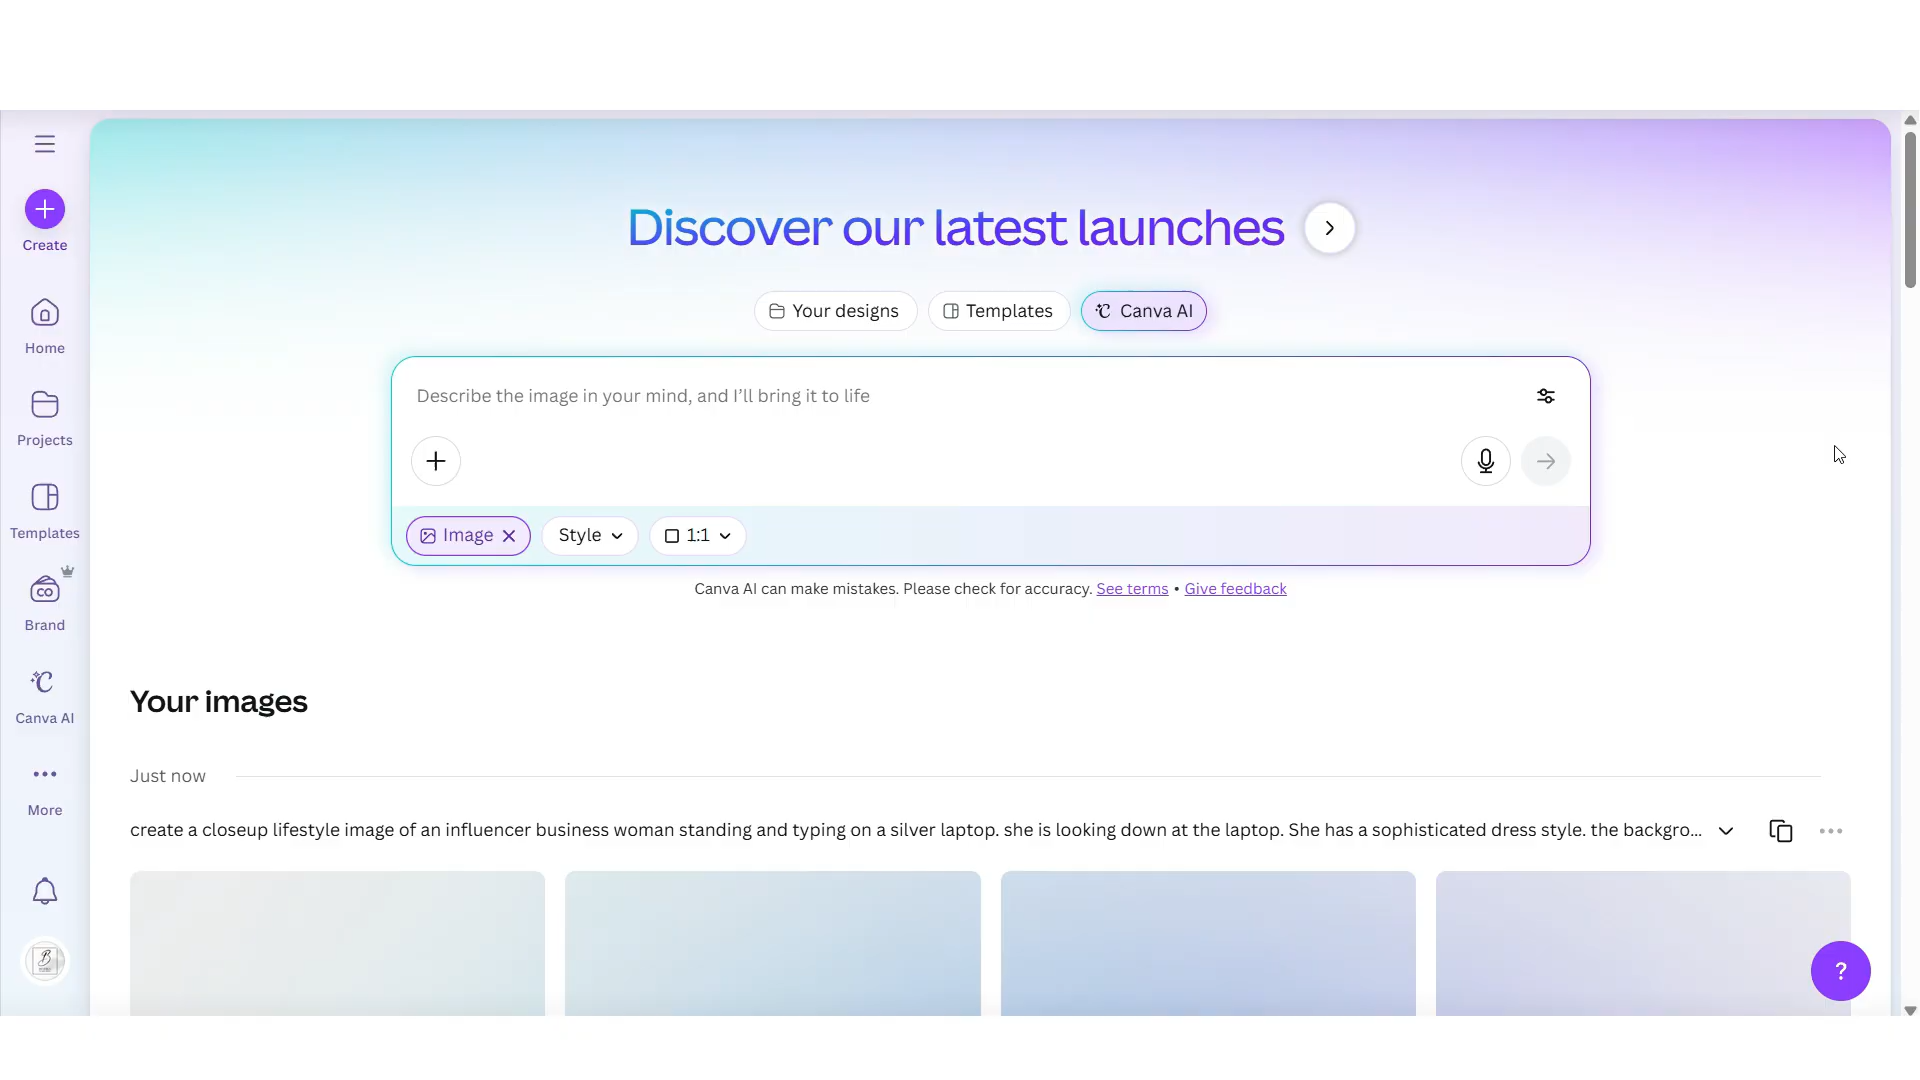 Discover our latest launches
Create
Your designs
Templates
Canva AI
Home
Describe the image in your mind, and I'll bring it to life
Projects
Templates
Image
Style
1:1
Canva AI can make mistakes. Please check for accuracy. See terms • Give feedback
Brand
Your images
Canva AI
Just now
More
create a closeup lifestyle image of an influencer business woman standing and typing on a silver laptop. she is looking down at the laptop. She has a sophisticated dress style. the backgro...
?